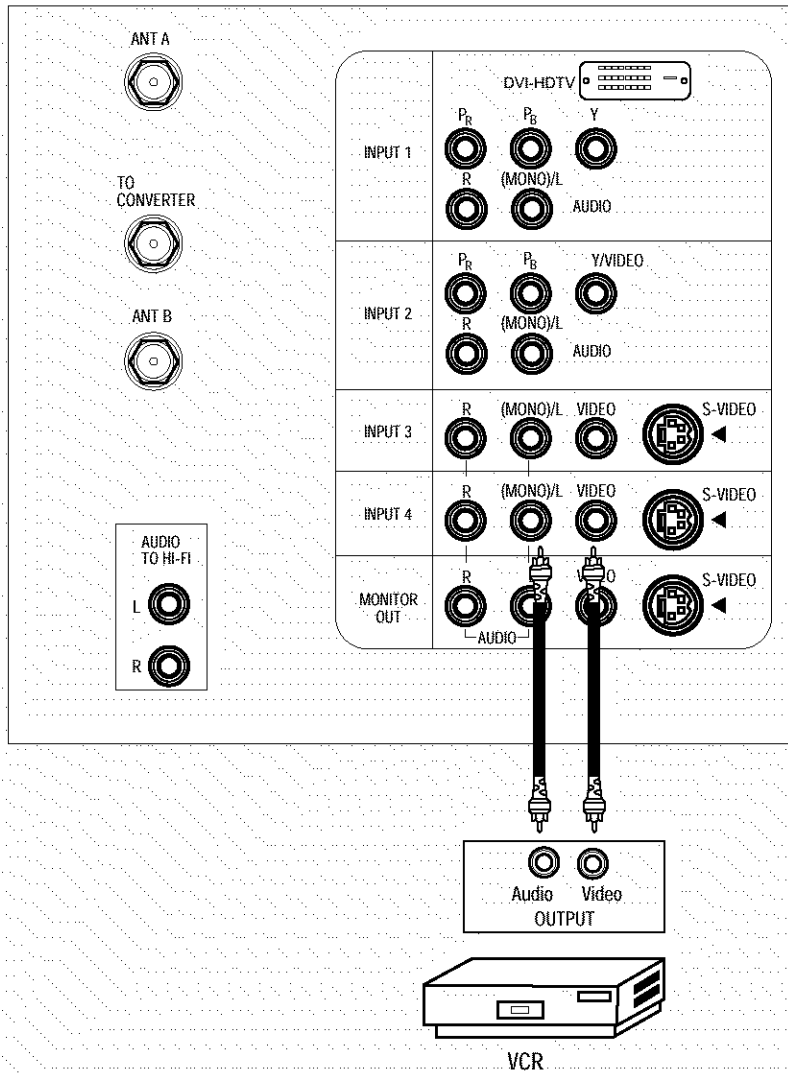 ANT A
TO
CONVERTER
ANT B
AUDIO
TO HI-FI
L
R
DVI-HDTV
INPUT 1
PR PB Y
R (MONO)/L AUDIO
INPUT 2
PR PB Y/VIDEO
R (MONO)/L AUDIO
INPUT 3
R (MONO)/L VIDEO S-VIDEO
INPUT 4
R (MONO)/L VIDEO S-VIDEO
MONITOR
OUT
R S-VIDEO
AUDIO
Audio Video
OUTPUT
VCR